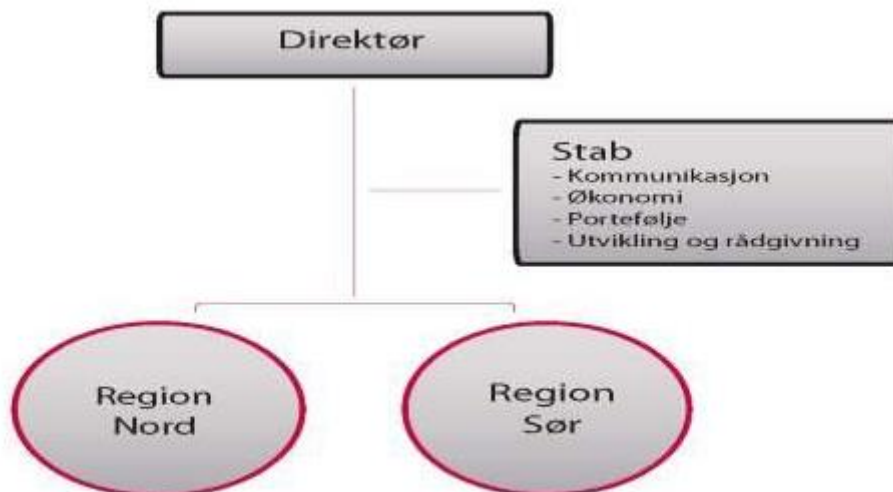 Direktør
Stab
- Kommunikasjon
- Økonomi
- Portefølje
- Utvikling og rådgivning
Region
Nord
Region
Sør